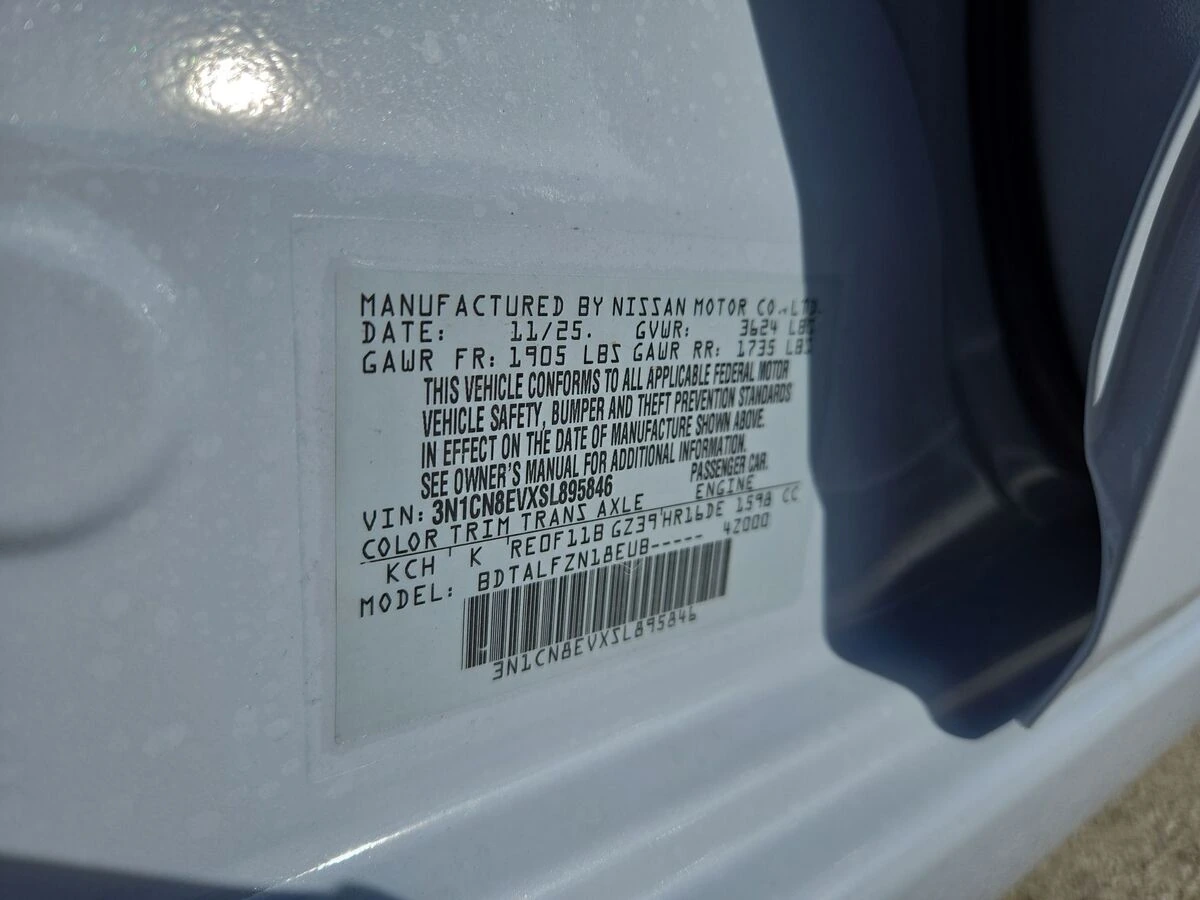 MANUFACTURED BY NISSAN MOTOR CO.,LTD.
DATE: 11/25. GVWR: 3624 LBS
GAWR FR: 1905 LBS GAWR RR: 1735 LBS
THIS VEHICLE CONFORMS TO ALL APPLICABLE FEDERAL MOTOR
VEHICLE SAFETY, BUMPER AND THEFT PREVENTION STANDARDS
IN EFFECT ON THE DATE OF MANUFACTURE SHOWN ABOVE.
SEE OWNER'S MANUAL FOR ADDITIONAL INFORMATION.
VIN: 3N1CN8EVXSL895846 PASSENGER CAR.
COLOR TRIM TRANS AXLE ENGINE
KCH ' K 'RE0F11B GZ39'HR16DE 1598 CC
MODEL: BDTALFZN18EUB----- 42000
3N1CN8EVXSL895846